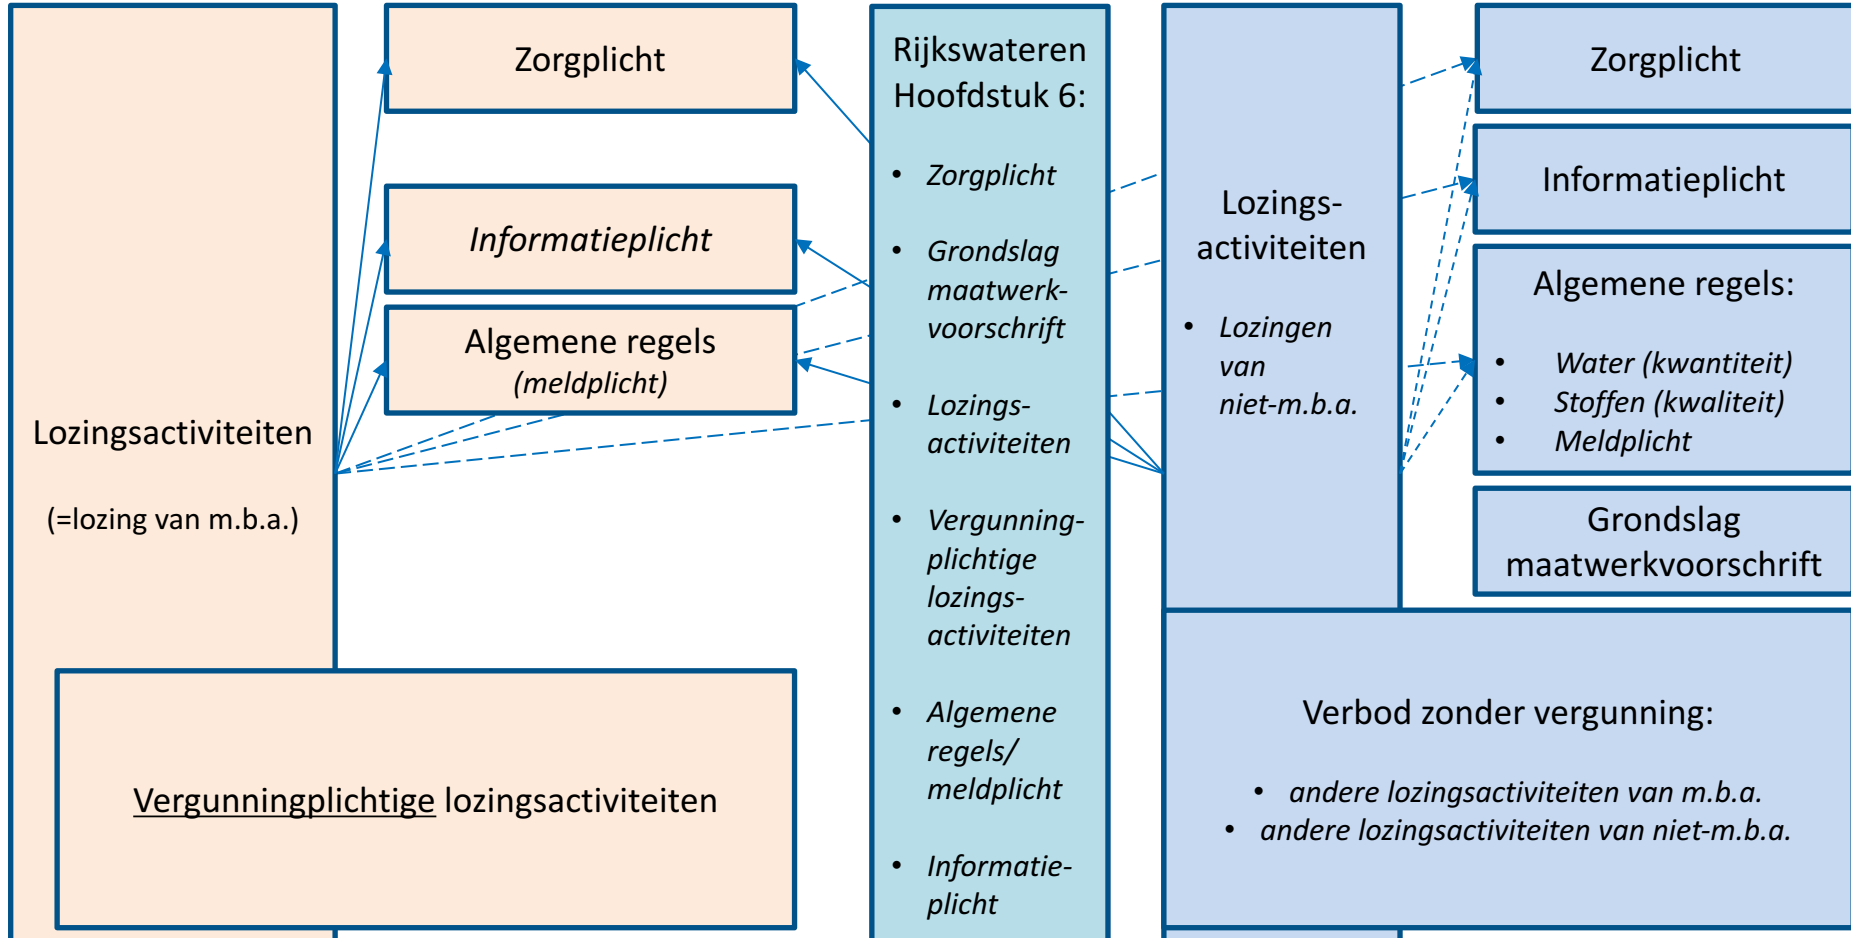 Lozingsactiviteiten
(=lozing van m.b.a.)
Zorgplicht
Informatieplicht
Algemene regels
(meldplicht)
Vergunningplichtige lozingsactiviteiten
Rijkswateren
Hoofdstuk 6:
• Zorgplicht
• Grondslag
maatwerk-
voorschrift
• Lozings-
activiteiten
• Vergunning-
plichtige
lozings-
activiteiten
• Algemene
regels/
meldplicht
• Informatie-
plicht
Lozings-
activiteiten
• Lozingen
van
niet-m.b.a.
Zorgplicht
Informatieplicht
Algemene regels:
• Water (kwantiteit)
• Stoffen (kwaliteit)
• Meldplicht
Grondslag
maatwerkvoorschrift
Verbod zonder vergunning:
• andere lozingsactiviteiten van m.b.a.
• andere lozingsactiviteiten van niet-m.b.a.